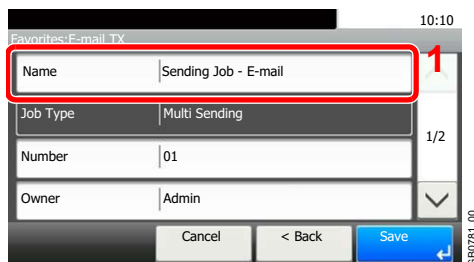 10:10
Favorites:E-mail TX
Name Sending Job - E-mail
1
Job Type Multi Sending
1/2
Number 01
Owner Admin
Cancel < Back Save
GB0781_00